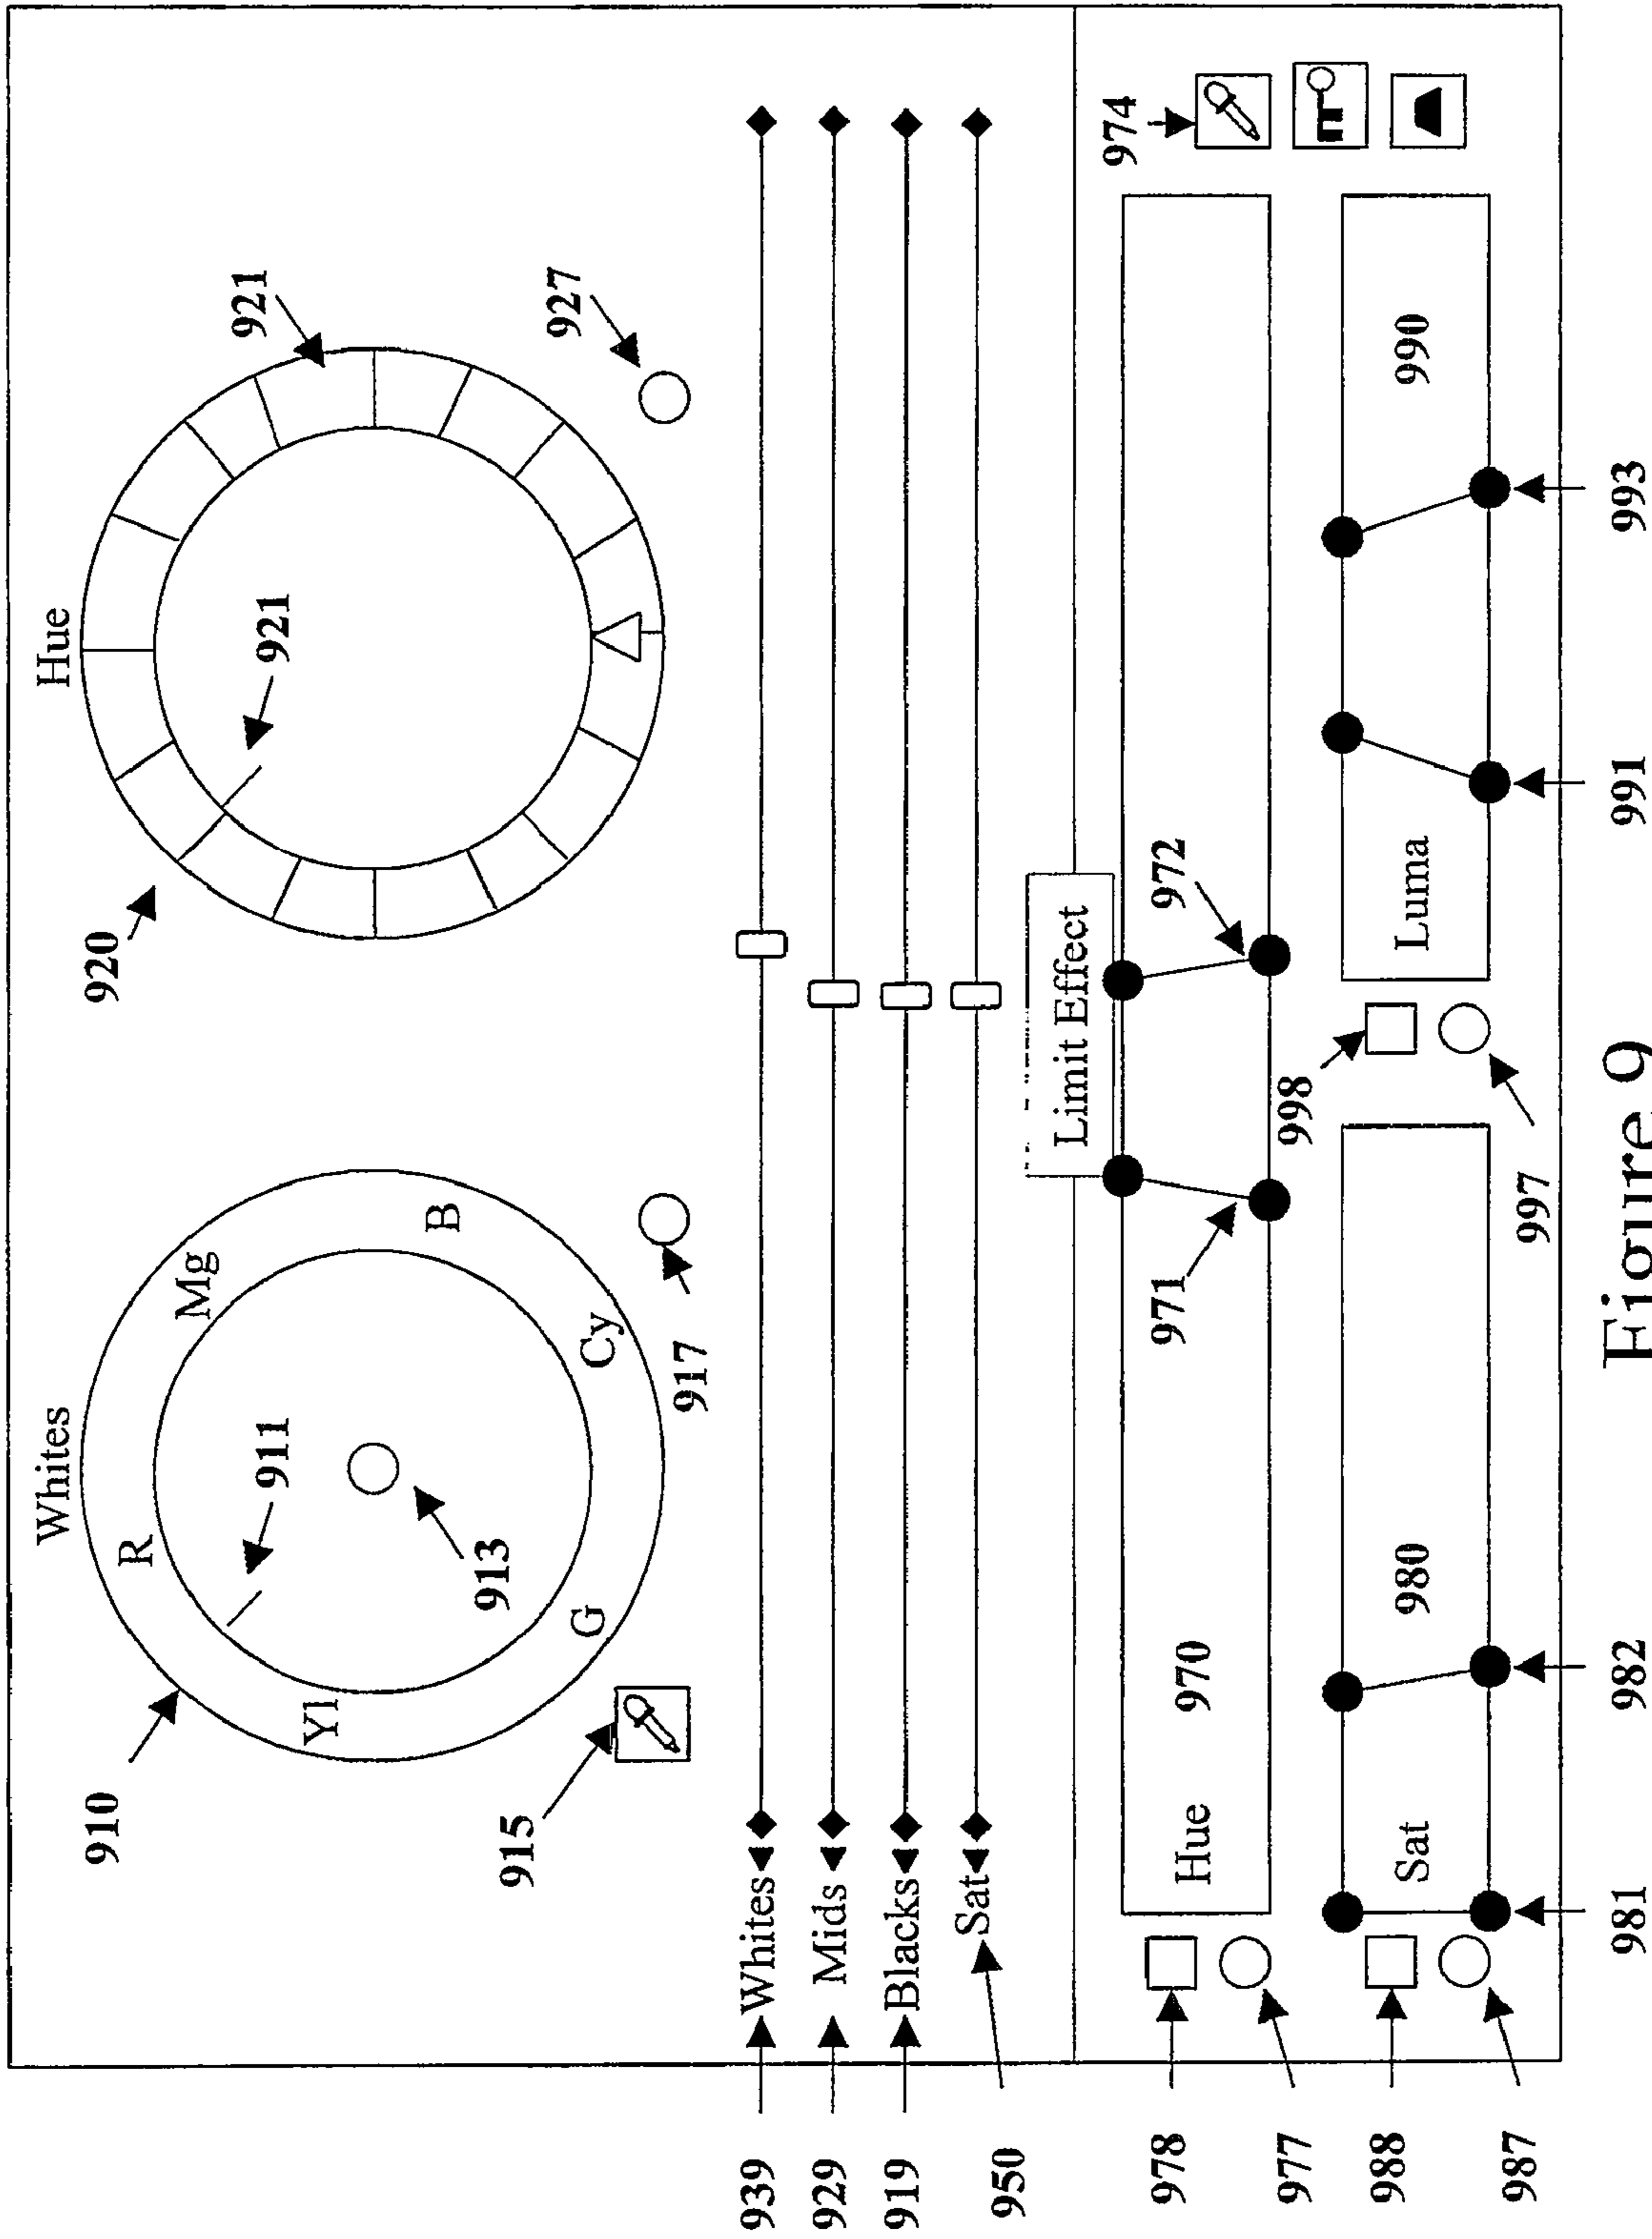 Whites
Hue
910
R
Mg
911
920
921
921
Yl
B
913
G
Cy
915
917
927
939
Whites
929
Mids
919
Blacks
950
Sat
Limit Effect
974
978
Hue
970
971
972
977
998
988
Sat
980
Luma
990
987
997
981
982
991
993
Figure 9